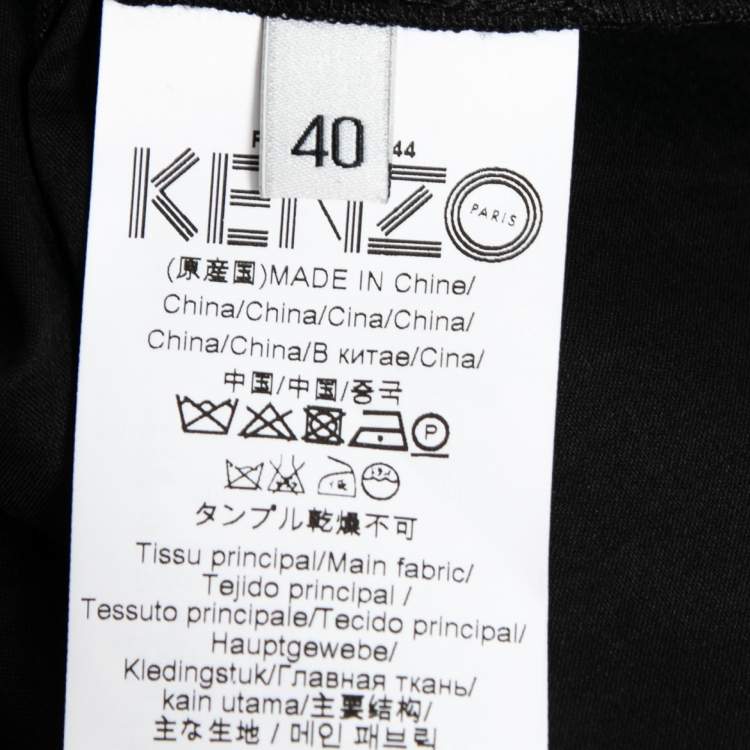 40
44
KENZO
PARIS
(原産国)MADE IN Chine/
China/China/Cina/China/
China/China/В китае/Cina/
中国/中国/중국
P
タンブル乾燥不可
Tissu principal/Main fabric/
Tejido principal /
Tessuto principale/Tecido principal/
Hauptgewebe/
Kledingstuk/Главная ткань/
kain utama/主要结构/
主な生地 / 메인 패브릭